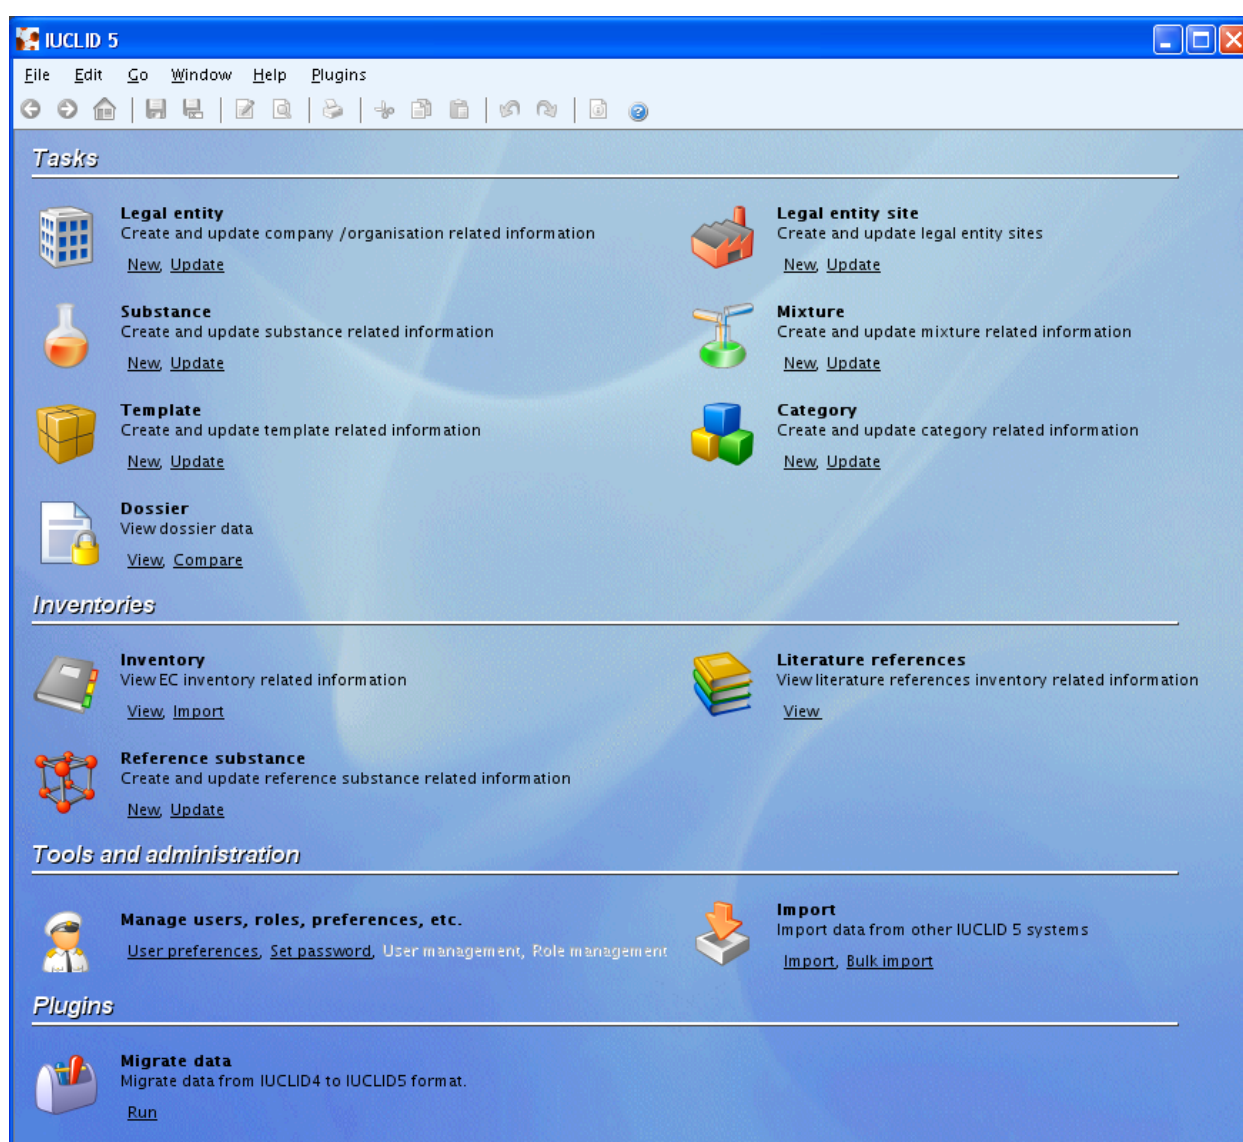 IUCLID 5
File Edit Go Window Help Plugins
Tasks
Legal entity
Create and update company /organisation related information
New, Update
Legal entity site
Create and update legal entity sites
New, Update
Substance
Create and update substance related information
New, Update
Mixture
Create and update mixture related information
New, Update
Template
Create and update template related information
New, Update
Category
Create and update category related information
New, Update
Dossier
View dossier data
View, Compare
Inventories
Inventory
View EC inventory related information
View, Import
Literature references
View literature references inventory related information
View
Reference substance
Create and update reference substance related information
New, Update
Tools and administration
Manage users, roles, preferences, etc.
User preferences, Set password, User management, Role management
Import
Import data from other IUCLID 5 systems
Import, Bulk import
Plugins
Migrate data
Migrate data from IUCLID4 to IUCLID5 format.
Run